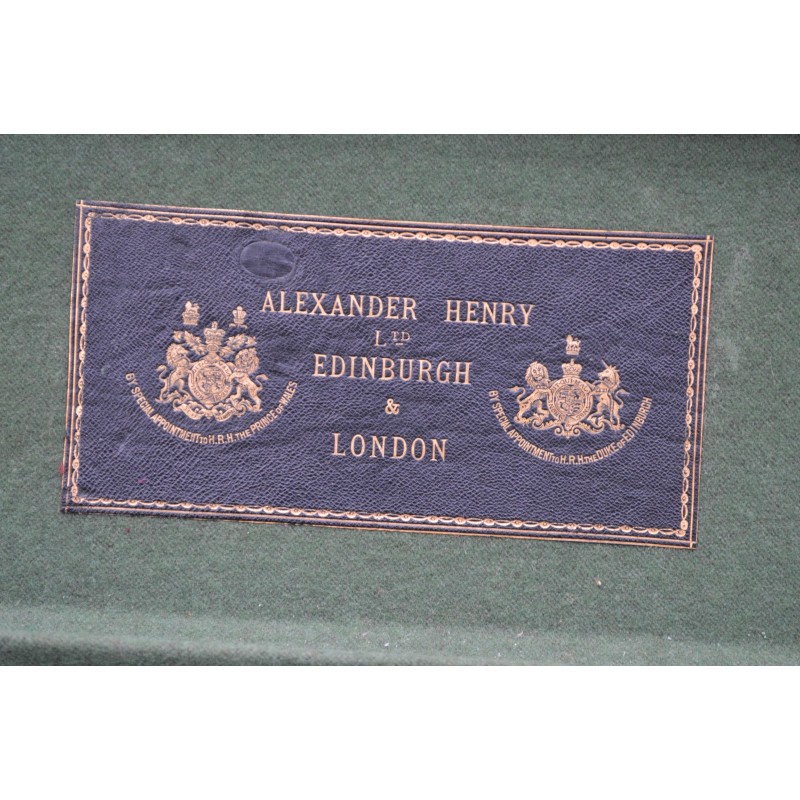 ALEXANDER HENRY
LTD
EDINBURGH
&
LONDON
BY SPECIAL APPOINTMENT TO H.R.H. THE PRINCE OF WALES
BY SPECIAL APPOINTMENT TO H.R.H. THE DUKE OF EDINBURGH